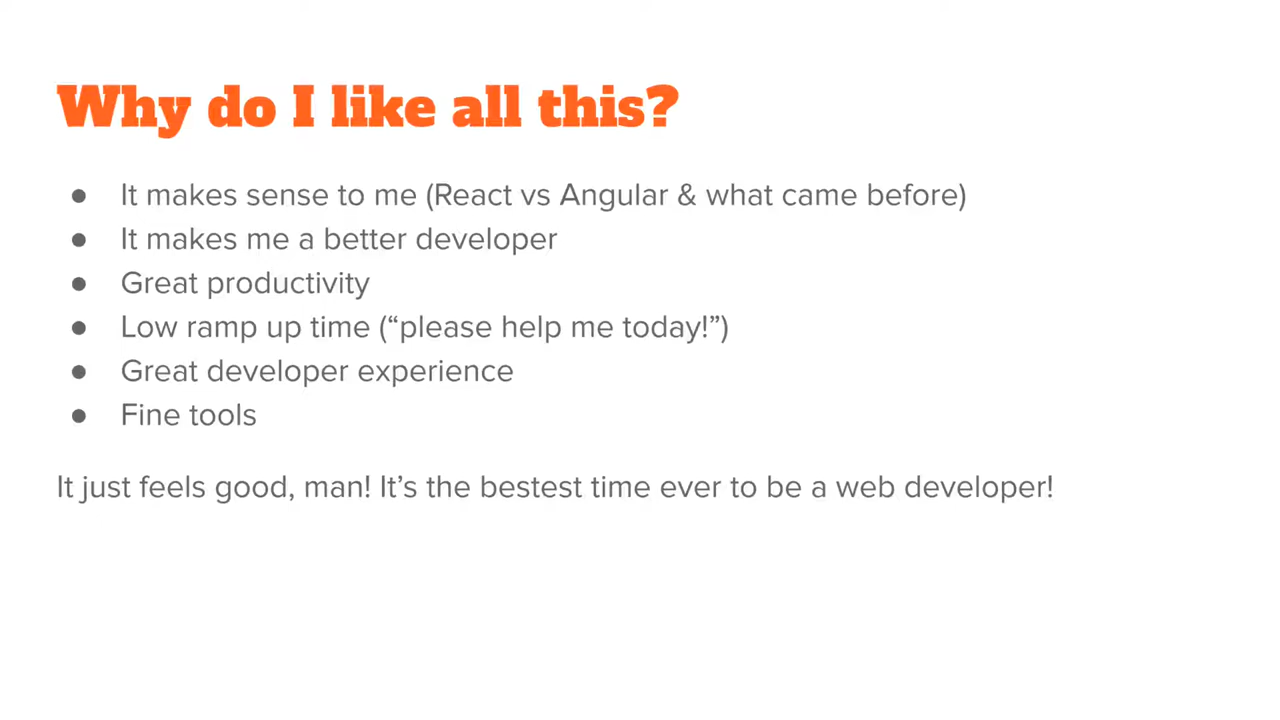 Why do I like all this?
● It makes sense to me (React vs Angular & what came before)
● It makes me a better developer
● Great productivity
● Low ramp up time (“please help me today!”)
● Great developer experience
● Fine tools
It just feels good, man! It’s the bestest time ever to be a web developer!